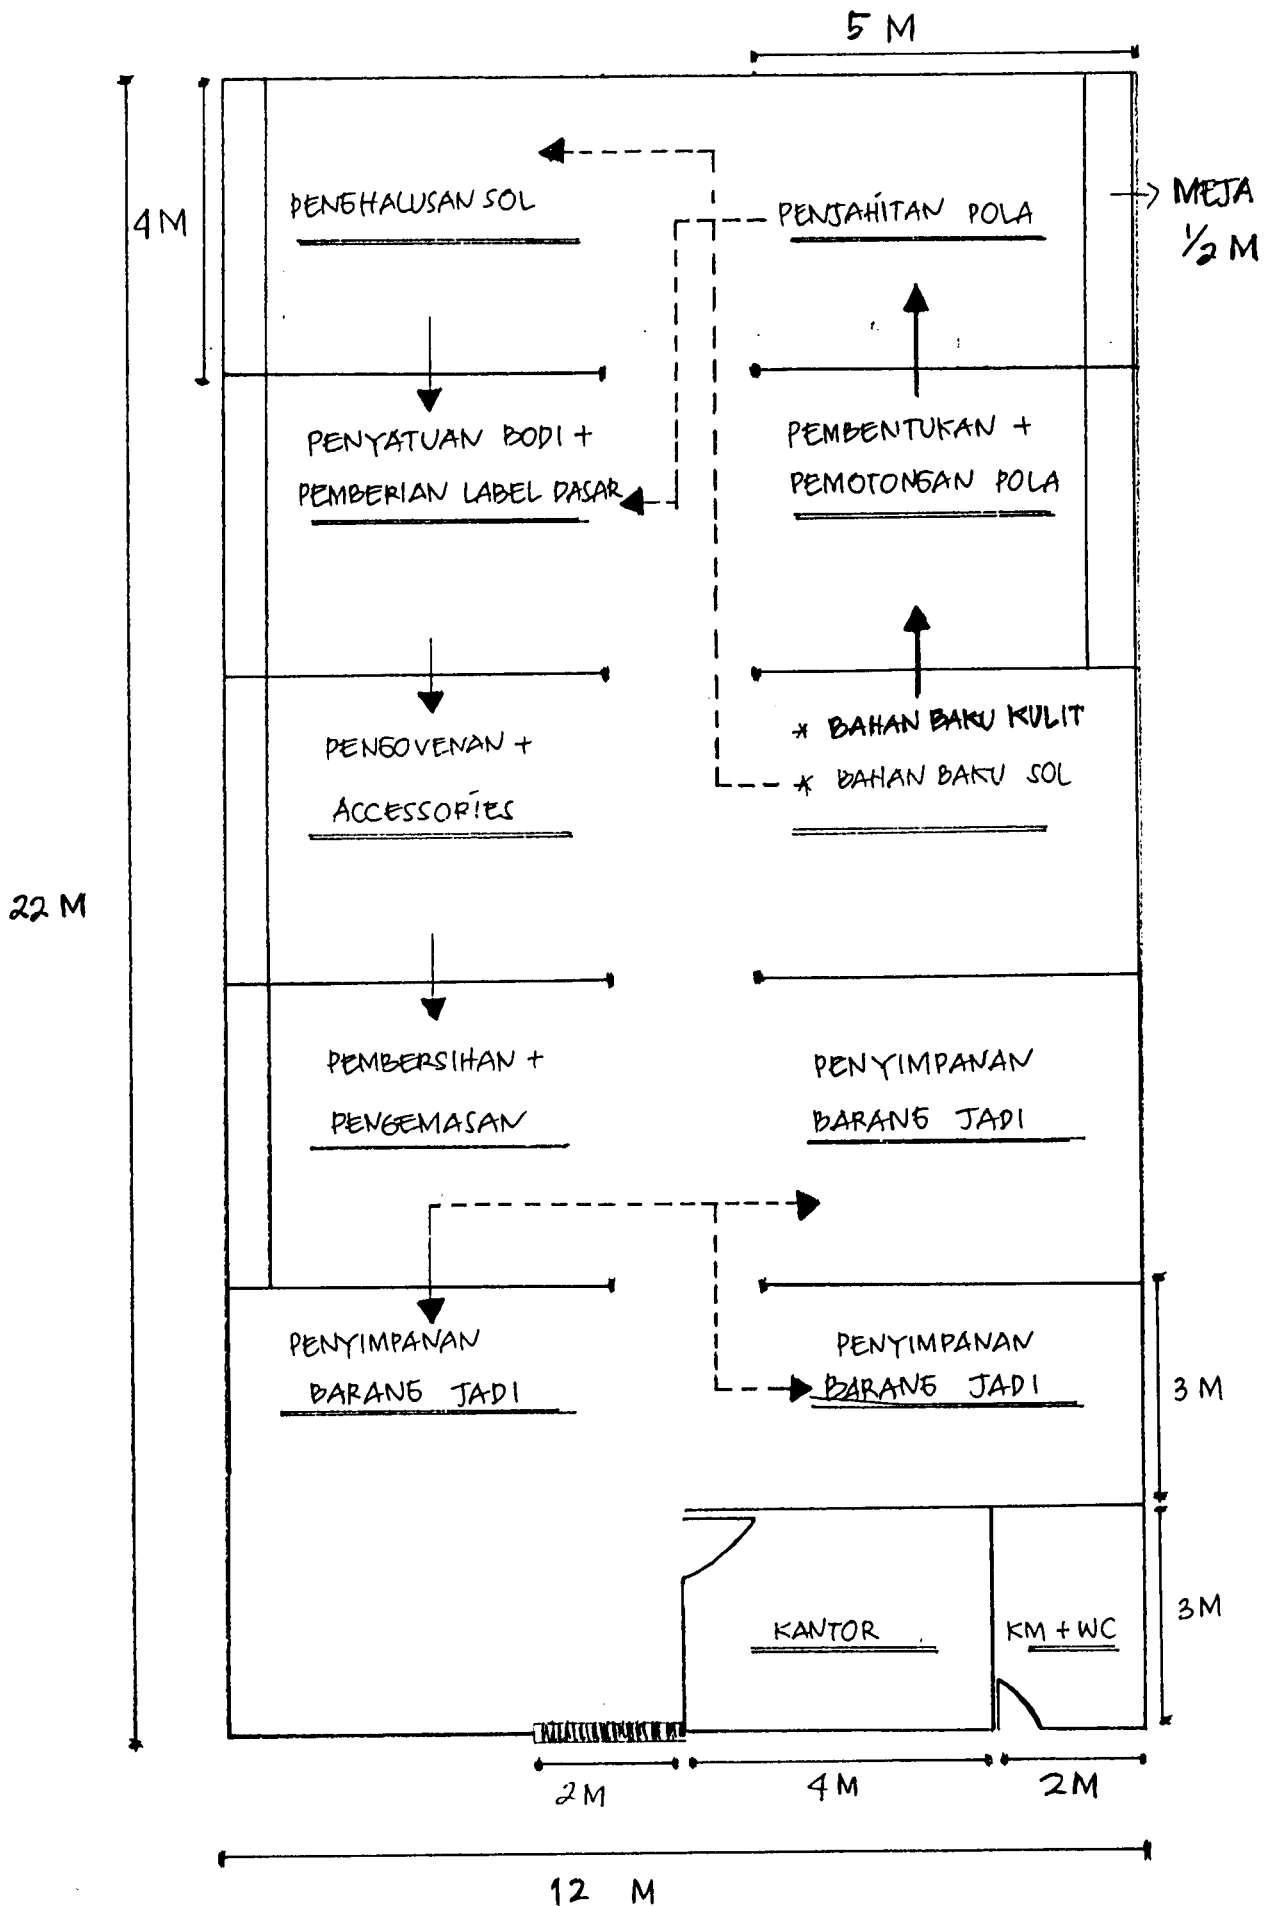 5 M
4 M
PENGHALUSAN SOL
PENJAHITAN POLA
MEJA
1/2 M
PENYATUAN BODI +
PEMBERIAN LABEL DASAR
PEMBENTUKAN +
PEMOTONGAN POLA
* BAHAN BAKU KULIT
* BAHAN BAKU SOL
PENGOVENAN +
ACCESSORIES
22 M
PEMBERSIHAN +
PENGEMASAN
PENYIMPANAN
BARANG JADI
PENYIMPANAN
BARANG JADI
PENYIMPANAN
BARANG JADI
3 M
KANTOR
KM + WC
3 M
2 M
4 M
2 M
12 M